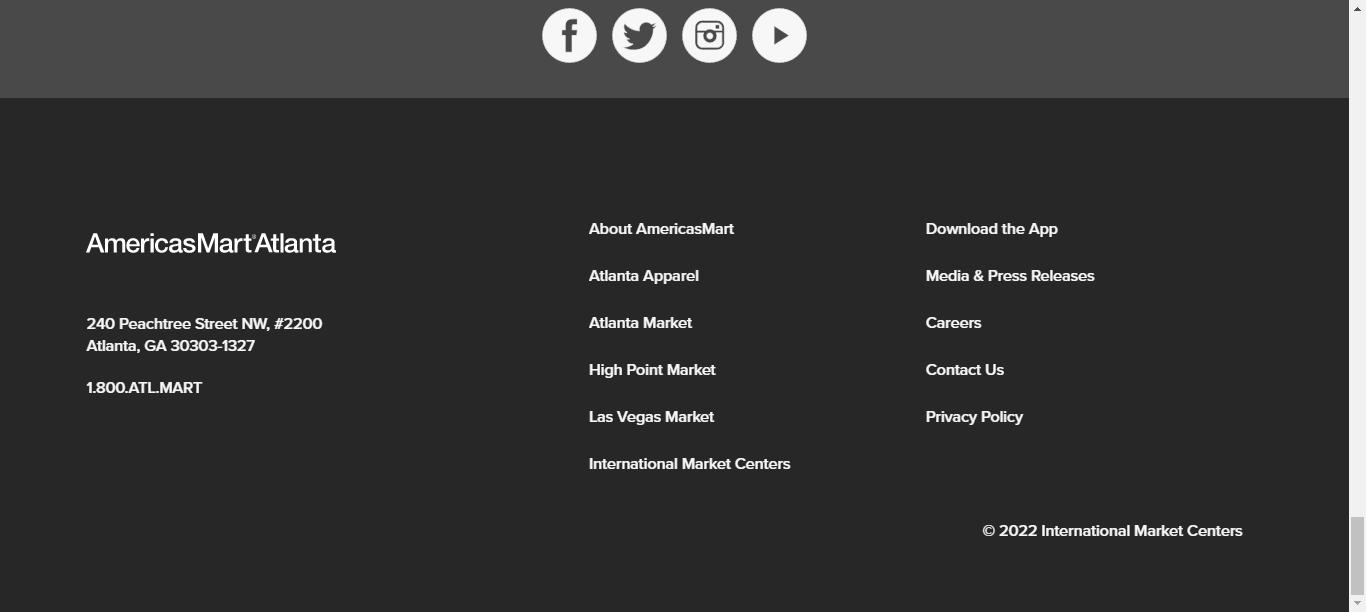 AmericasMart®Atlanta
240 Peachtree Street NW, #2200
Atlanta, GA 30303-1327
1.800.ATL.MART
About AmericasMart
Atlanta Apparel
Atlanta Market
High Point Market
Las Vegas Market
International Market Centers
Download the App
Media & Press Releases
Careers
Contact Us
Privacy Policy
© 2022 International Market Centers